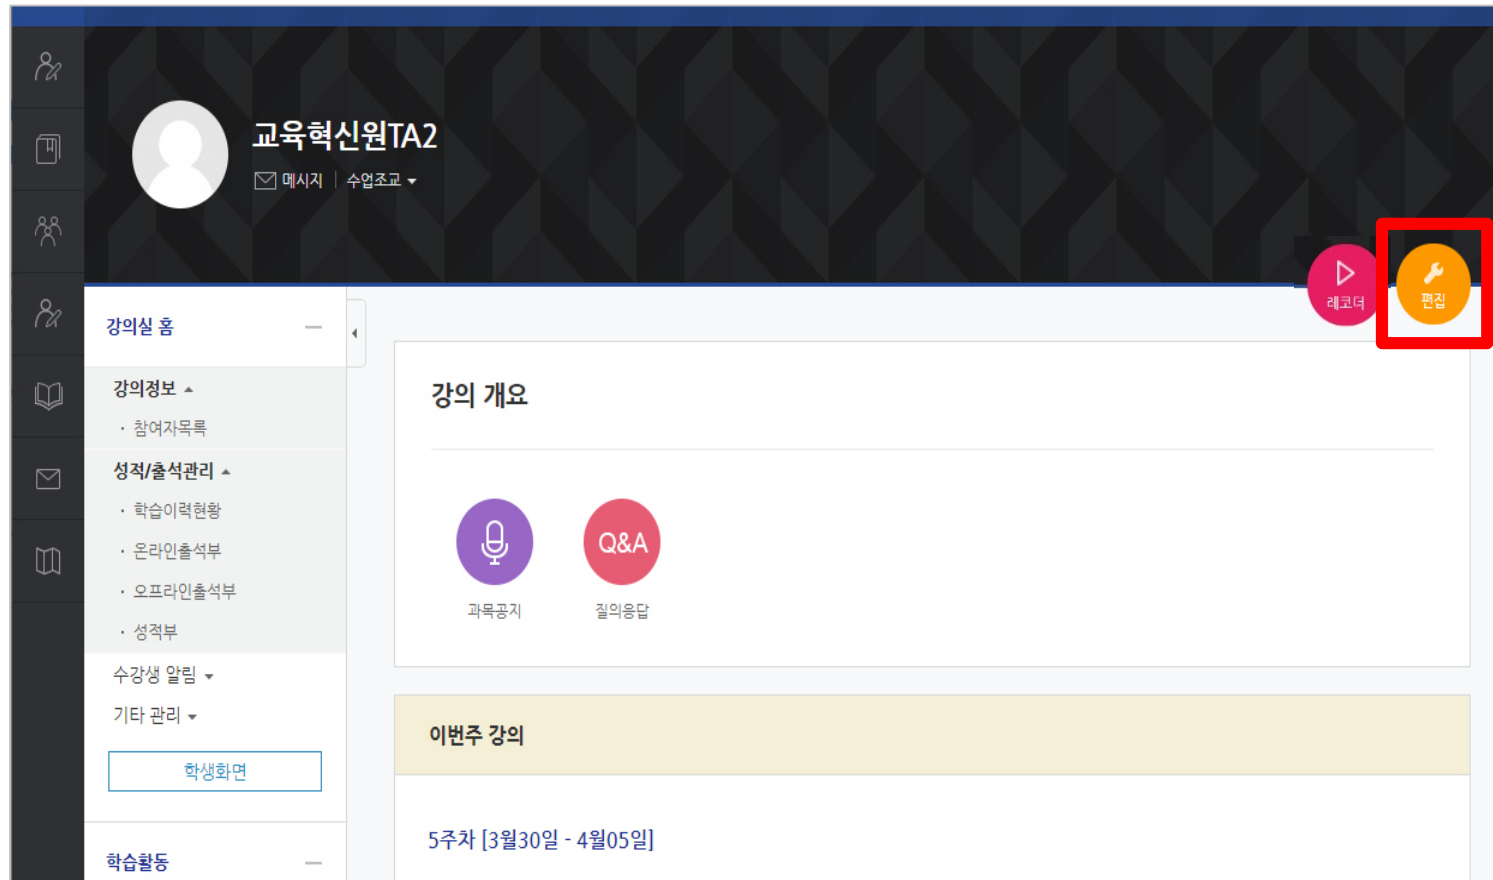 교육혁신원TA2
메시지 수업조교
레코더
편집
강의실 홈
강의정보
참여자목록
성적/출석관리
학습이력현황
온라인출석부
오프라인출석부
성적부
수강생 알림
기타 관리
학생화면
학습활동
강의 개요
Q&A
과목공지
질의응답
이번주 강의
5주차 [3월30일 - 4월05일]